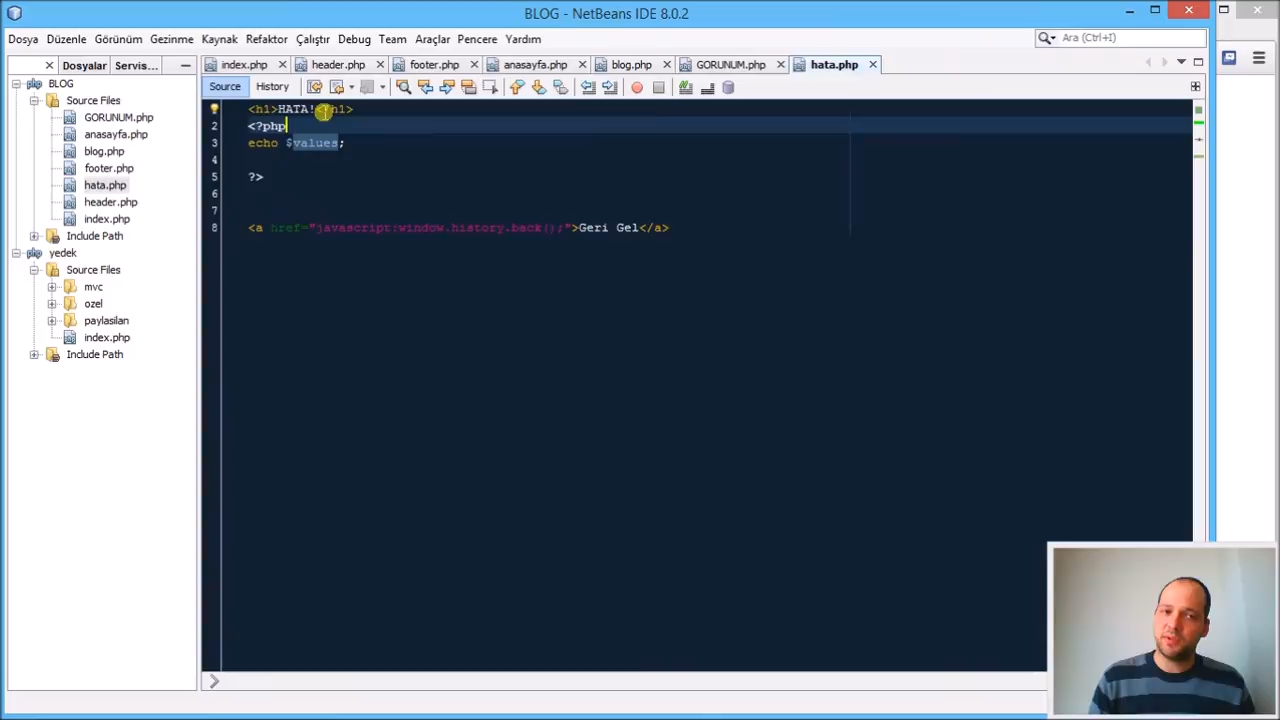 BLOG - NetBeans IDE 8.0.2
Dosya Düzenle Görünüm Gezinme Kaynak Refaktor Çalıştır Debug Team Araçlar Pencere Yardım
Ara (Ctrl+I)
Dosyalar Servis...
index.php header.php footer.php anasayfa.php blog.php GORUNUM.php hata.php
Source History
BLOG
Source Files
GORUNUM.php
anasayfa.php
blog.php
footer.php
hata.php
header.php
index.php
Include Path
yedek
Source Files
mvc
ozel
paylasilan
index.php
Include Path
<h1>HATA! h1>
2 <?php
3 echo $values;
4
5 ?>
6
7
8 <a href="javascript:window.history.back();">Geri Gel</a>